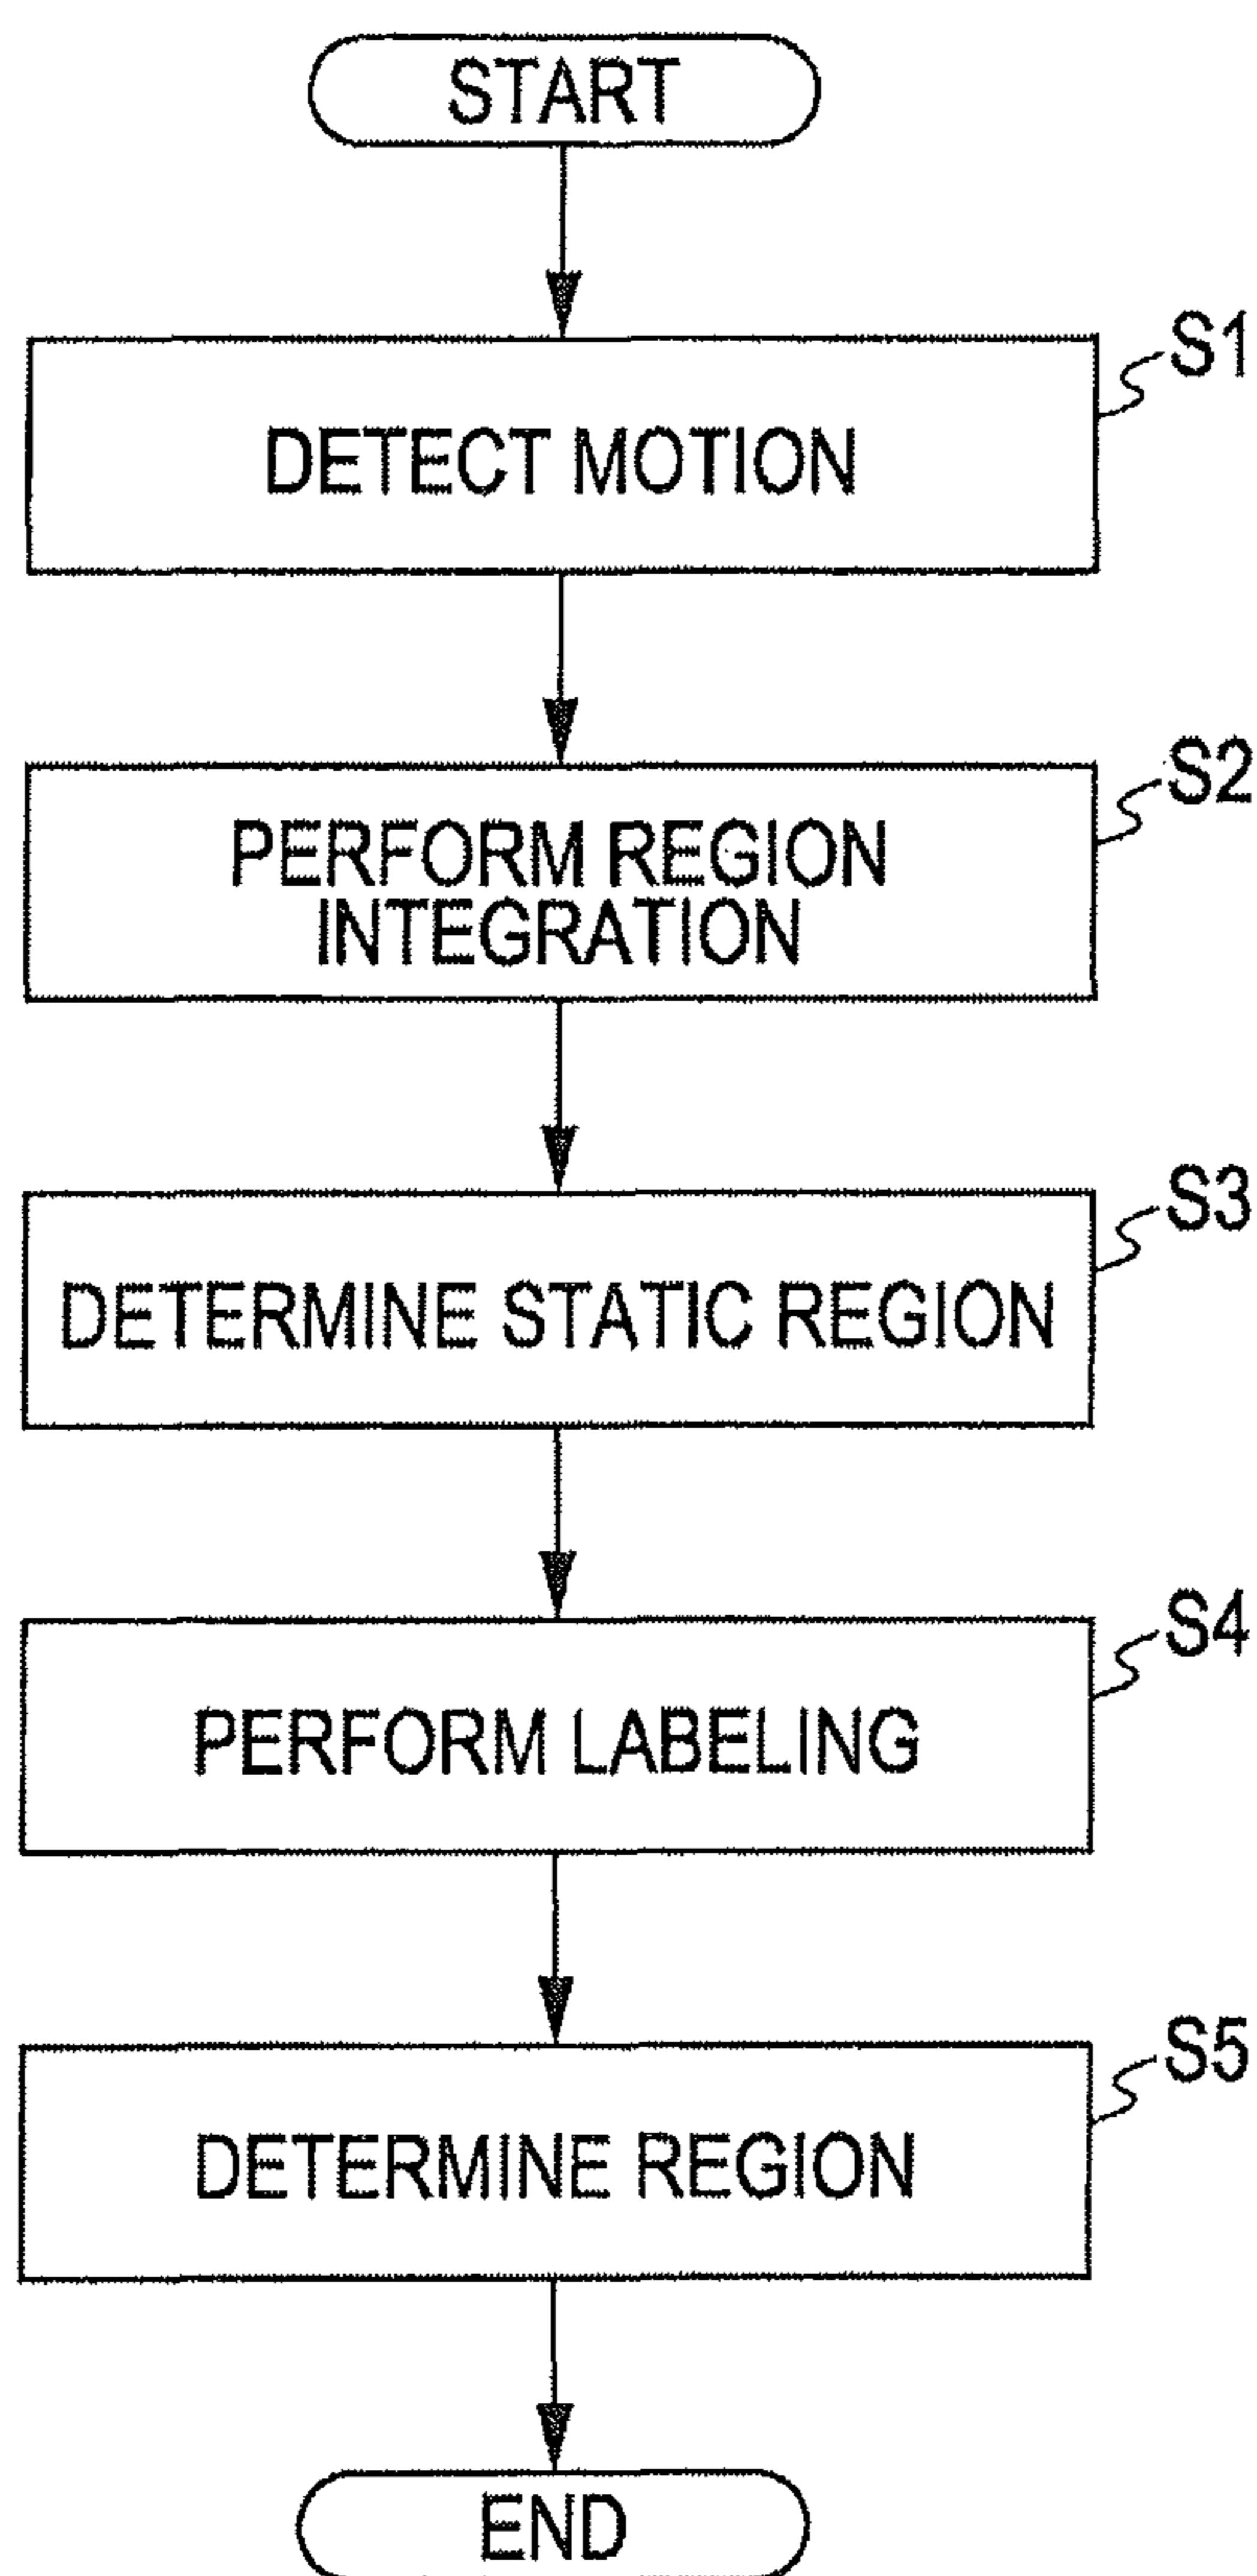 START
S1
DETECT MOTION
S2
PERFORM REGION
INTEGRATION
S3
DETERMINE STATIC REGION
S4
PERFORM LABELING
S5
DETERMINE REGION
END